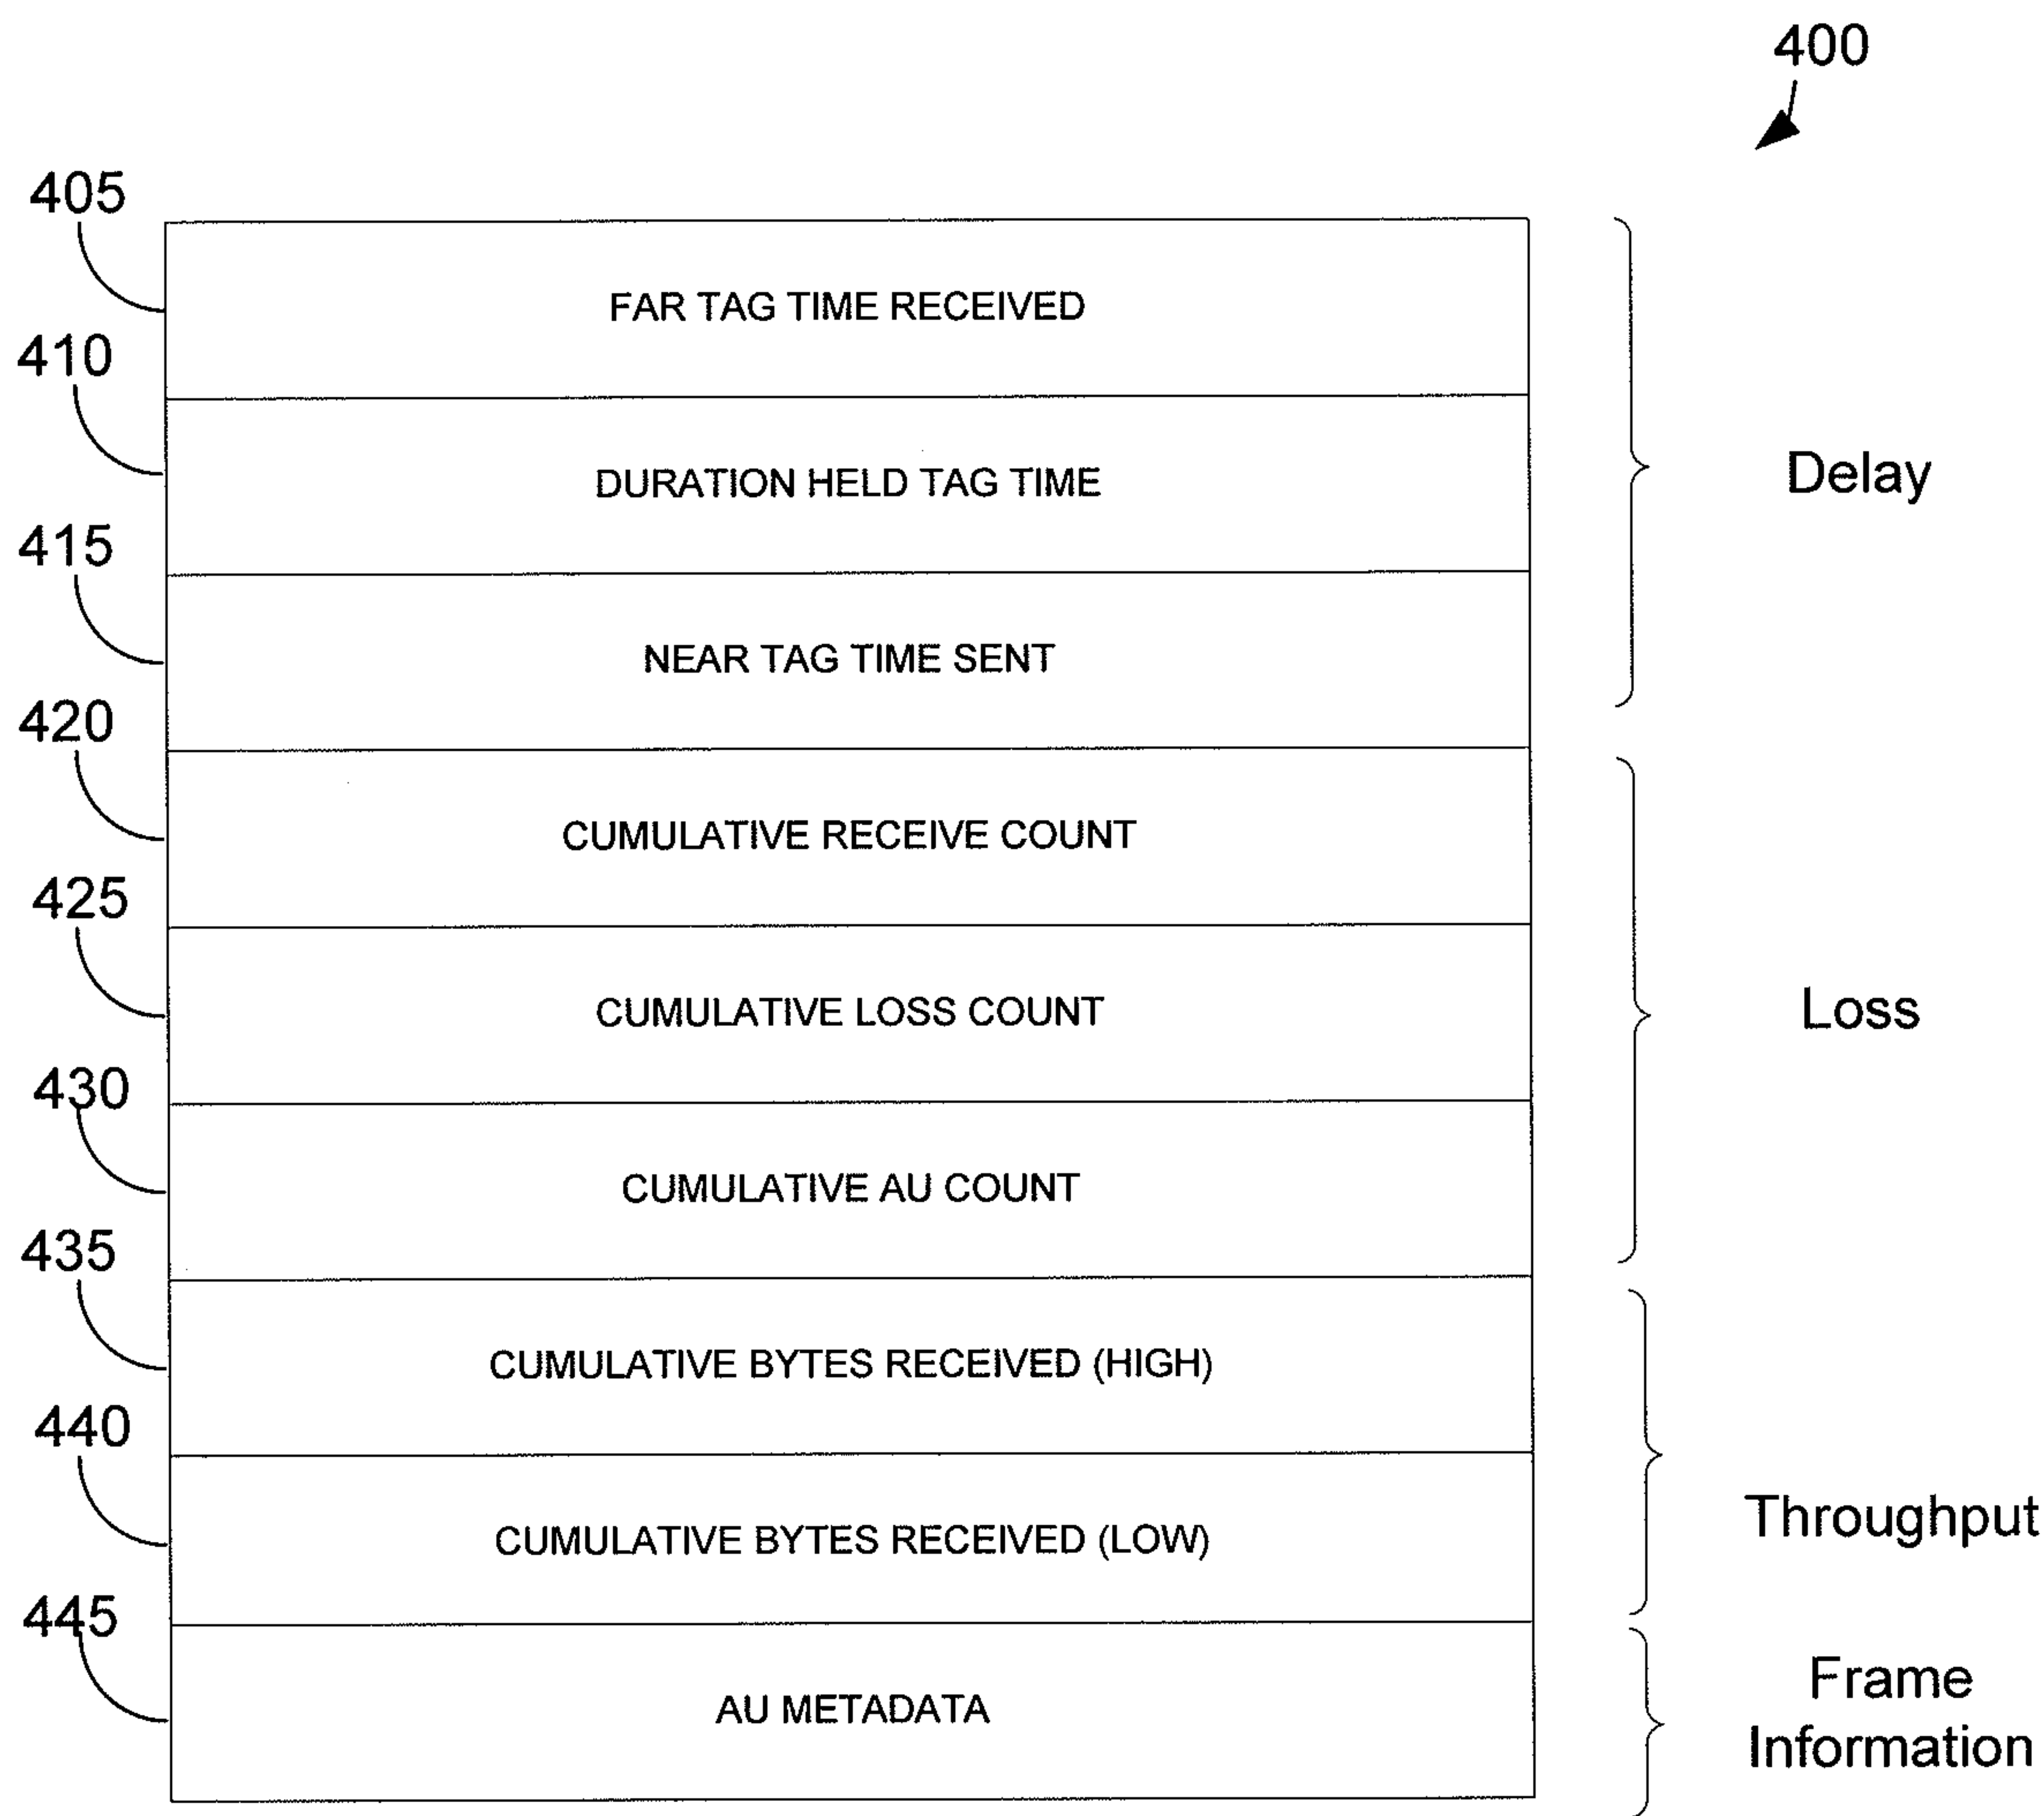 400
405
FAR TAG TIME RECEIVED
410
DURATION HELD TAG TIME
Delay
415
NEAR TAG TIME SENT
420
CUMULATIVE RECEIVE COUNT
425
CUMULATIVE LOSS COUNT
Loss
430
CUMULATIVE AU COUNT
435
CUMULATIVE BYTES RECEIVED (HIGH)
440
CUMULATIVE BYTES RECEIVED (LOW)
Throughput
445
AU METADATA
Frame
Information